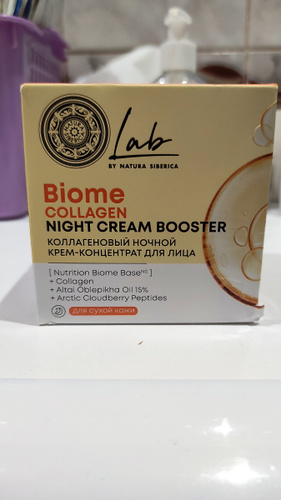 Lab
BY NATURA SIBERICA
Biome
COLLAGEN
NIGHT CREAM BOOSTER
КОЛЛАГЕНОВЫЙ НОЧНОЙ
КРЕМ-КОНЦЕНТРАТ ДЛЯ ЛИЦА
[ Nutrition Biome Base NS ]
+ Collagen
+ Altai Oblepikha Oil 15%
+ Arctic Cloudberry Peptides
для сухой кожи